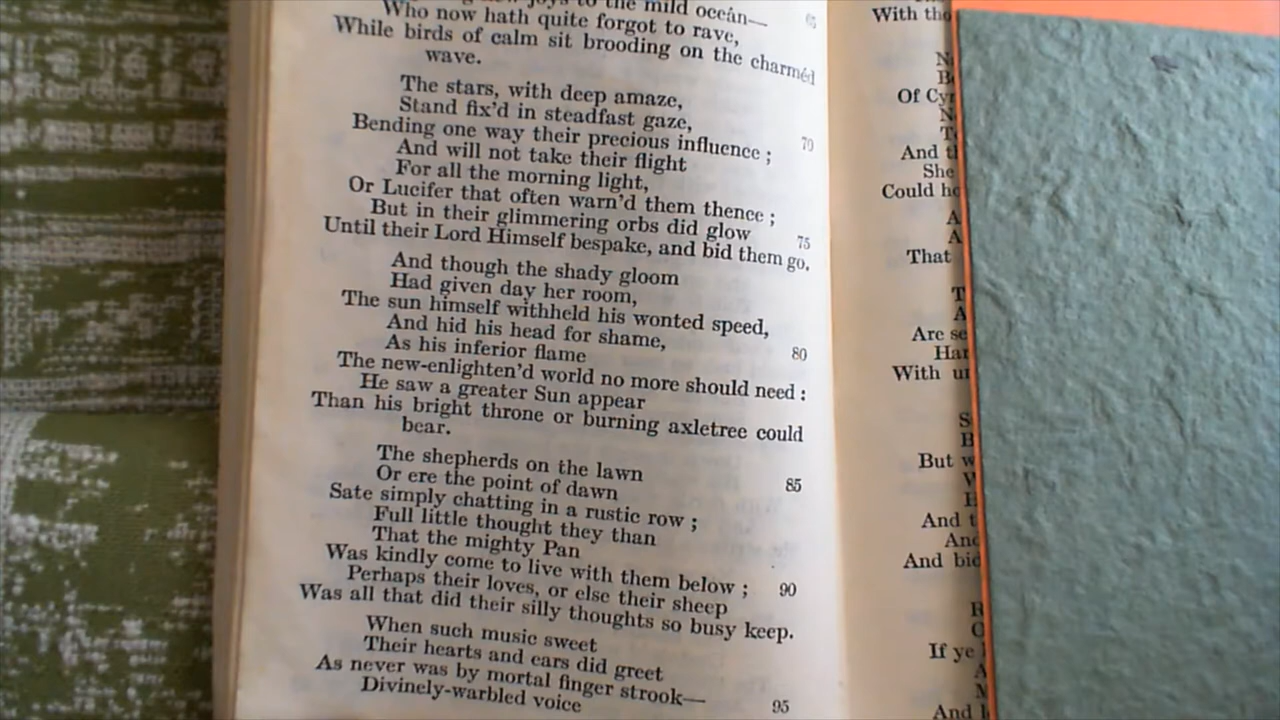 joys to the mild oceân—
Who now hath quite forgot to rave,
While birds of calm sit brooding on the charméd
wave.
The stars, with deep amaze,
Stand fix'd in steadfast gaze,
Bending one way their precious influence ; 70
And will not take their flight
For all the morning light,
Or Lucifer that often warn'd them thence ;
But in their glimmering orbs did glow 75
Until their Lord Himself bespake, and bid them go.
And though the shady gloom
Had given day her room,
The sun himself withheld his wonted speed,
And hid his head for shame,
As his inferior flame 80
The new-enlighten'd world no more should need :
He saw a greater Sun appear
Than his bright throne or burning axletree could
bear.
The shepherds on the lawn
Or ere the point of dawn 85
Sate simply chatting in a rustic row ;
Full little thought they than
That the mighty Pan
Was kindly come to live with them below ; 90
Perhaps their loves, or else their sheep
Was all that did their silly thoughts so busy keep.
When such music sweet
Their hearts and ears did greet
As never was by mortal finger strook—
Divinely-warbled voice 95
With
Of
And
She
Could
That
Are
With
But
And
And
If ye
And